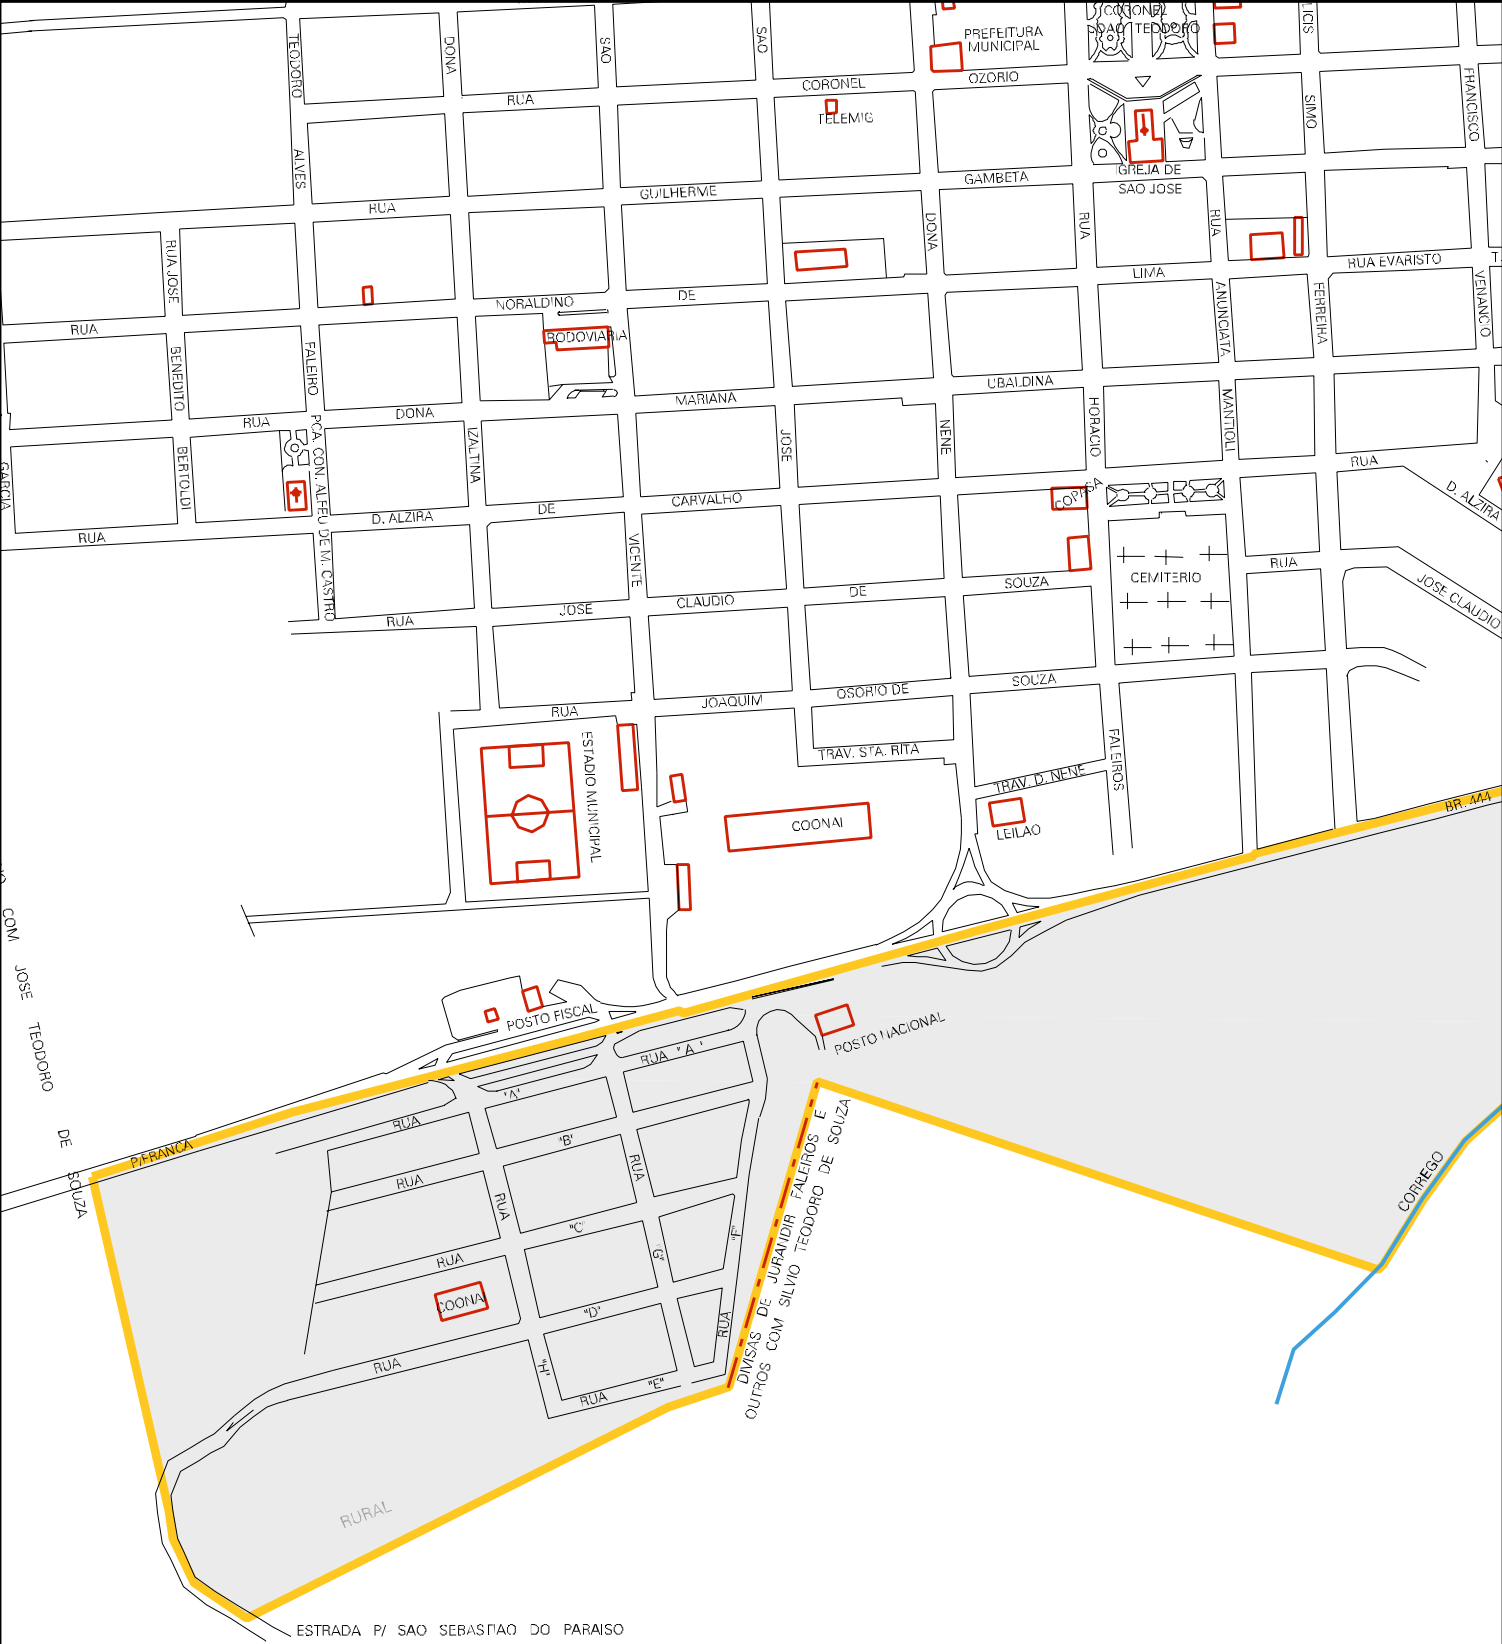 CORONEL
JOAO TEODORO
PREFEITURA
MUNICIPAL
TEODORO
DONA
SAO
SAO
LICIS
CORONEL
OZORIO
RUA
TELEMIG
SIMO
FRANCISCO
ALVES
IGREJA DE
SAO JOSE
GUILHERME
GAMBETA
RUA
RUA JOSE
DONA
RUA
RUA
RUA EVARISTO
LIMA
NORALDINO
DE
VENANCIO
ANUNCIATA
FERREIRA
RUA
RODOVIARIA
BENEDITO
FALEIRO
MARIANA
UBALDINA
DONA
RUA
HORACIO
MANTIOLI
PCA. CON. ALFEU DE M. CASTRO
IZALTINA
JOSE
NENE
RUA
GARCIA
BERTOLDI
CARVALHO
COPASA
D. ALZIRA
D. ALZIRA
DE
RUA
VICENTE
RUA
CEMITERIO
SOUZA
JOSE CLAUDIO
DE
CLAUDIO
JOSE
RUA
SOUZA
OSORIO DE
JOAQUIM
RUA
TRAV. STA. RITA
ESTADIO MUNICIPAL
FALEIROS
TRAV. D. NENE
COONAI
LEILAO
BR. 444
COM JOSE TEODORO DE SOUZA
POSTO FISCAL
POSTO NACIONAL
RUA "A"
"A"
RUA
"B"
P/FRANCA
RUA
RUA
RUA
"C"
"G"
"F"
RUA
COONAI
"D"
RUA
RUA
"H"
"E"
RUA
DIVISAS DE JURANDIR FALEIROS E
OUTROS COM SILVIO TEODORO DE SOUZA
CORREGO
RURAL
ESTRADA P/ SAO SEBASTIAO DO PARAISO